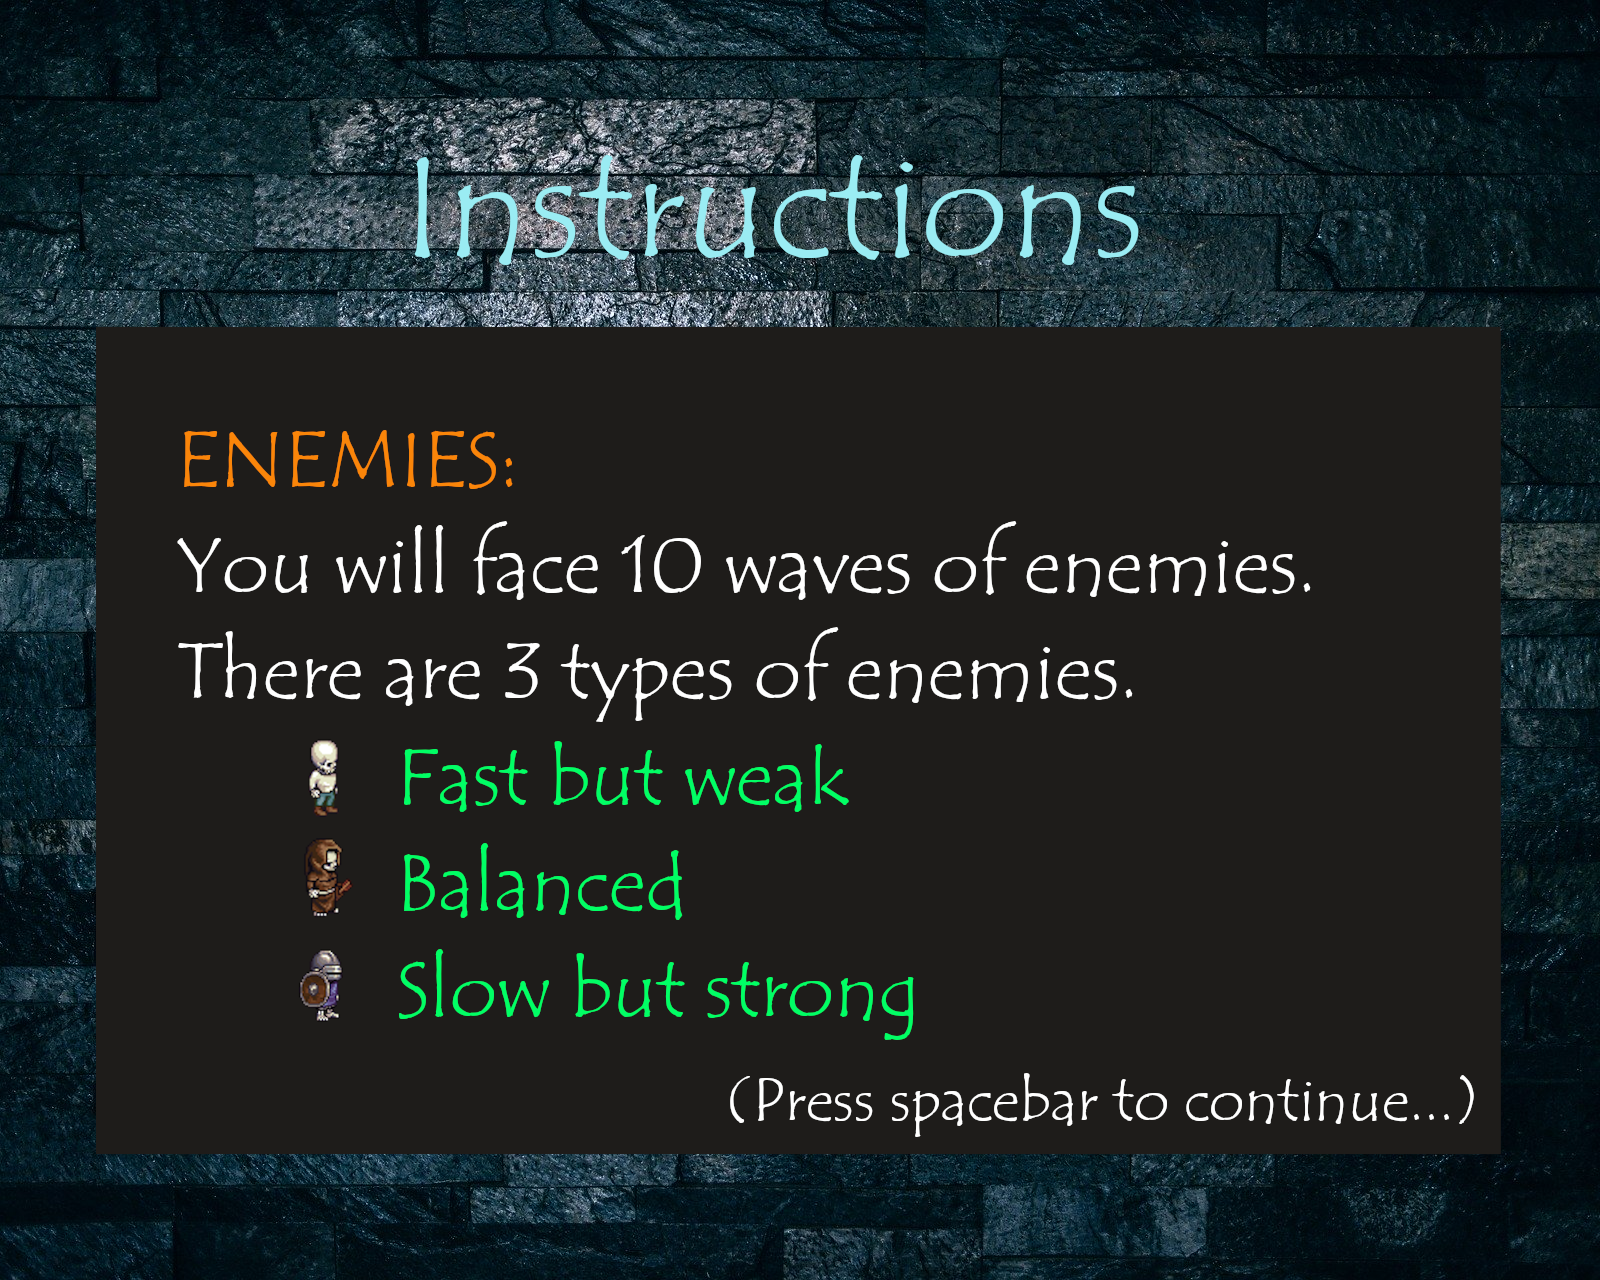 Instructions
ENEMIES:
You will face 10 waves of enemies.
There are 3 types of enemies.
Fast but weak
Balanced
Slow but strong
(Press spacebar to continue...)